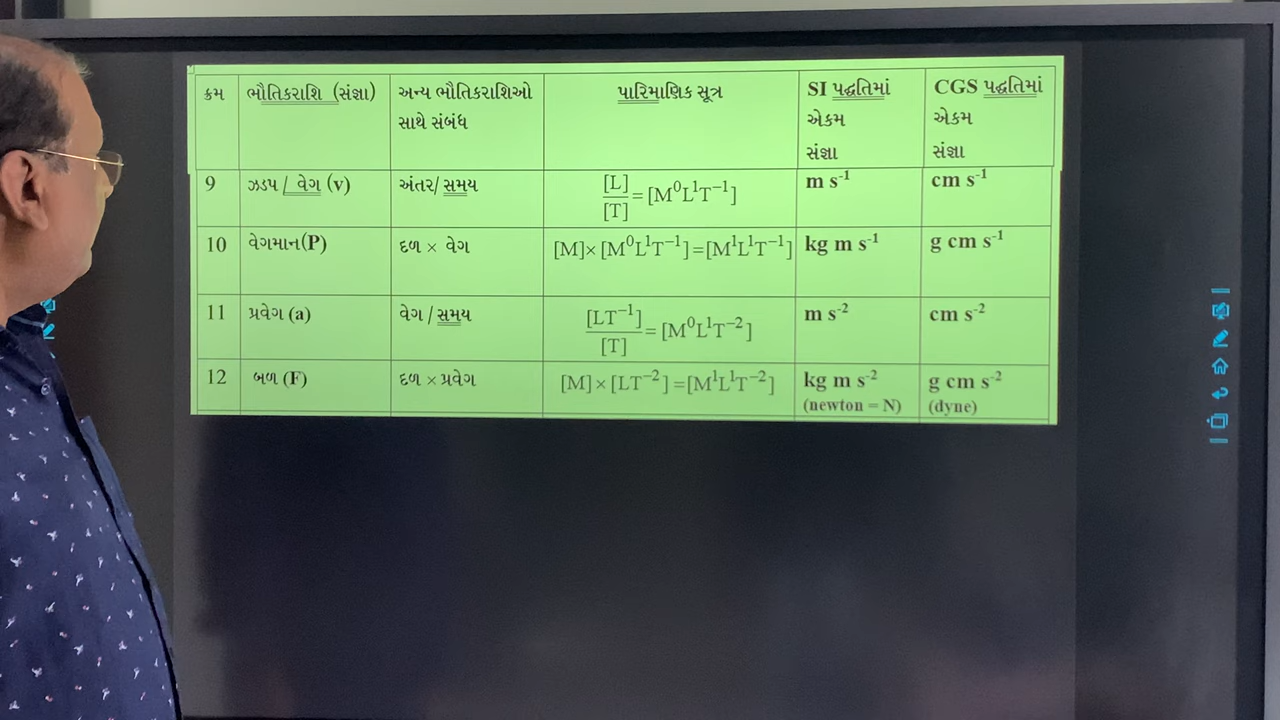 ક્રમ ભૌતિકરાશિ (સંજ્ઞા) અન્ય ભૌતિકરાશિઓ સાથે સંબંધ પારિમાણિક સૂત્ર SI પદ્ધતિમાં એકમ સંજ્ઞા CGS પદ્ધતિમાં એકમ સંજ્ઞા
9 ઝડપ / વેગ (v) અંતર/ સમય [L]/[T] = [M⁰L¹T⁻¹] m s⁻¹ cm s⁻¹
10 વેગમાન(P) દળ × વેગ [M]×[M⁰L¹T⁻¹]=[M¹L¹T⁻¹] kg m s⁻¹ g cm s⁻¹
11 પ્રવેગ (a) વેગ / સમય [LT⁻¹]/[T] = [M⁰L¹T⁻²] m s⁻² cm s⁻²
12 બળ (F) દળ × પ્રવેગ [M]×[LT⁻²]=[M¹L¹T⁻²] kg m s⁻² (newton = N) g cm s⁻² (dyne)